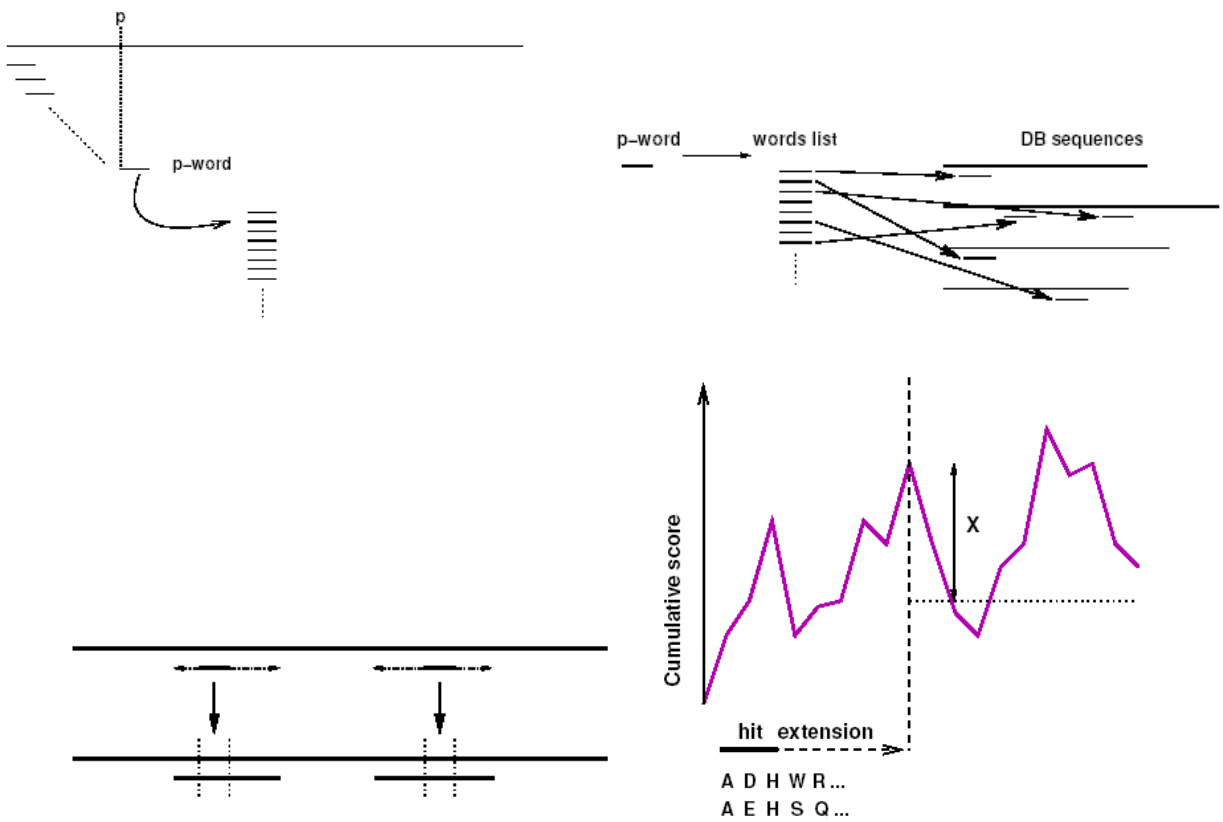 p
p–word
p–word
words list
DB sequences
Cumulative score
X
hit extension
A D H W R...
A E H S Q...